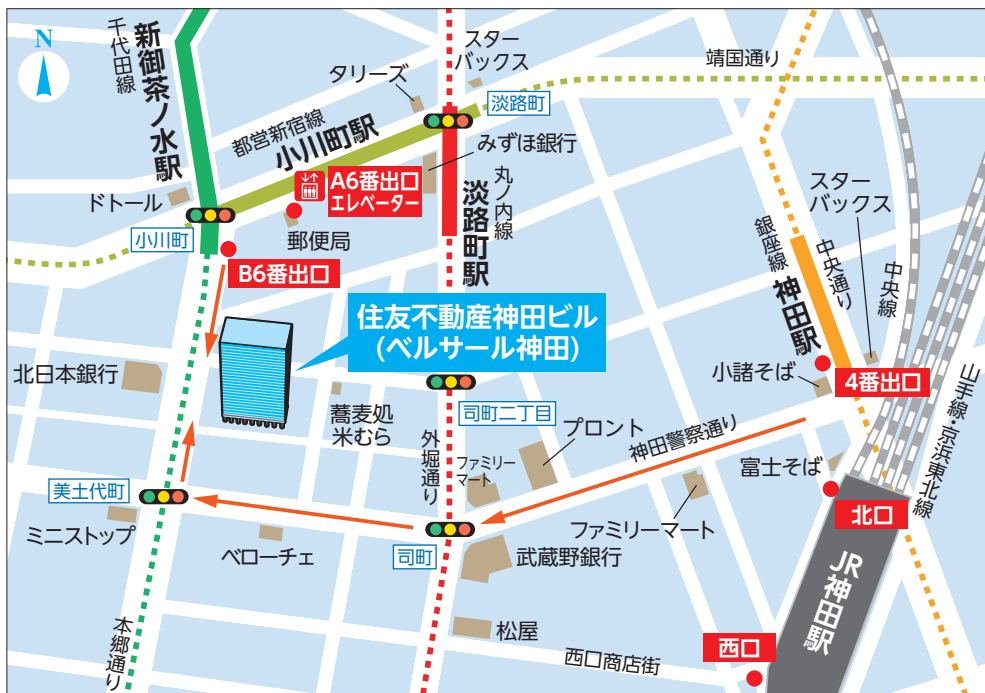 N
千代田線
新御茶ノ水駅
タリーズ
スター
バックス
靖国通り
淡路町
都営新宿線
小川町駅
みずほ銀行
A6番出口
エレベーター
丸ノ内線
淡路町駅
ドトール
小川町
郵便局
B6番出口
スター
バックス
銀座線
神田駅
中央通り
中央線
住友不動産神田ビル
(ベルサール神田)
北日本銀行
蕎麦処
米むら
司町二丁目
小諸そば
4番出口
山手線・京浜東北線
外堀通り
ファミリー
マート
プロント
神田警察通り
富士そば
美土代町
ミニストップ
ベローチェ
司町
武蔵野銀行
ファミリーマート
北口
JR神田駅
本郷通り
松屋
西口商店街
西口